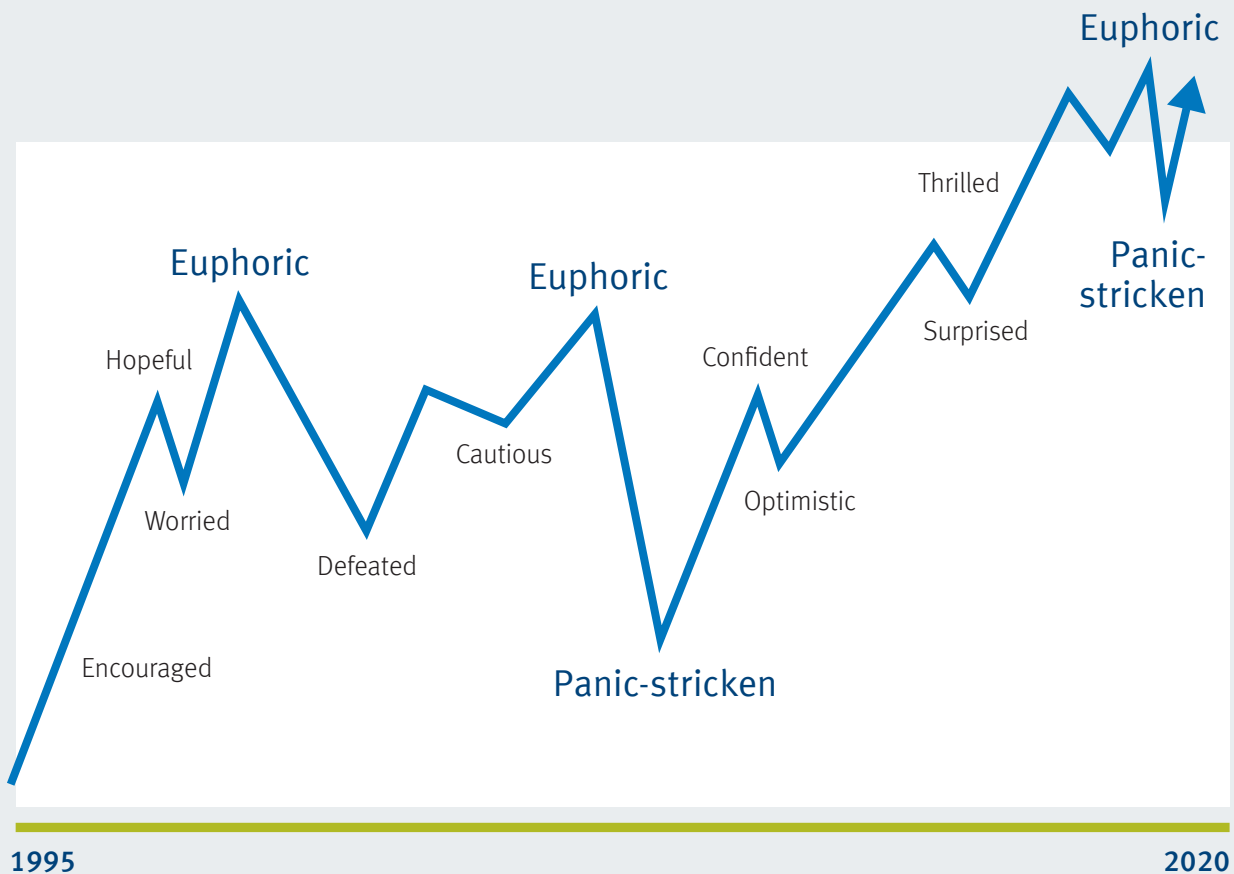 Euphoric
Thrilled
Euphoric
Euphoric
Panic-
stricken
Hopeful
Confident
Surprised
Cautious
Worried
Optimistic
Defeated
Encouraged
Panic-stricken
1995
2020